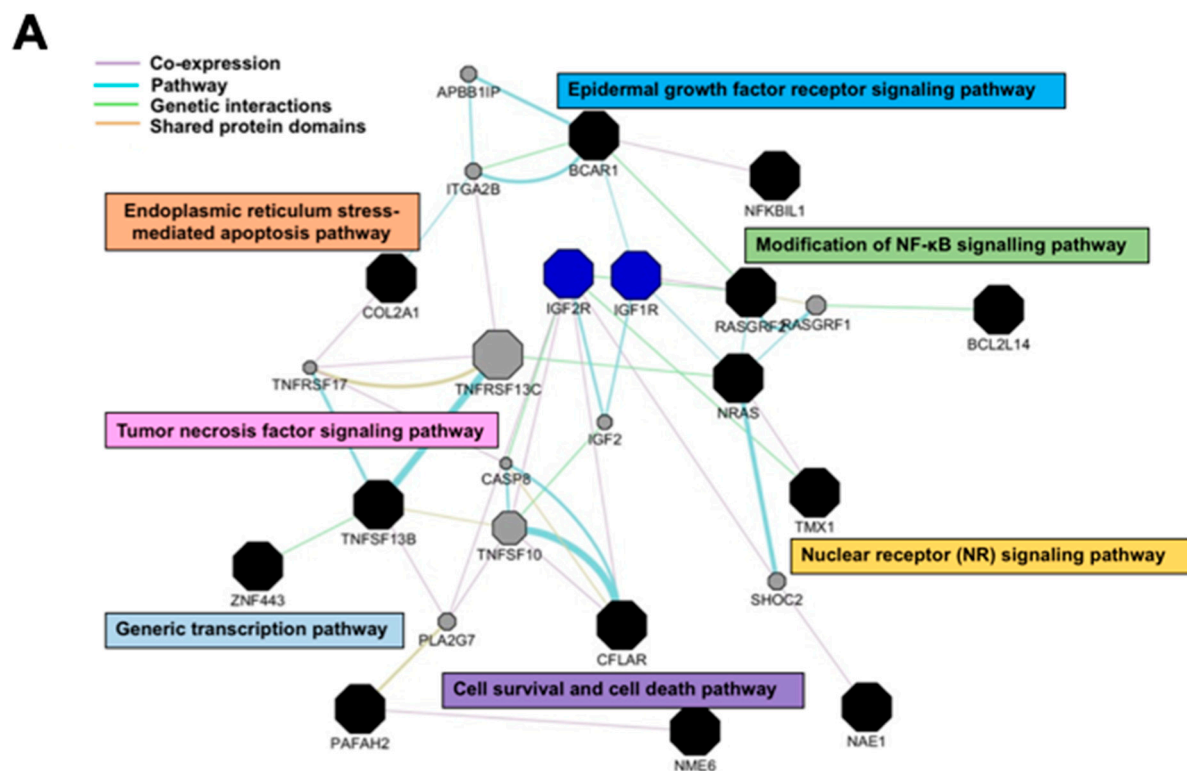 A
Co-expression
Pathway
Genetic interactions
Shared protein domains
APBB1IP
Epidermal growth factor receptor signaling pathway
BCAR1
ITGA2B
NFKBIL1
Endoplasmic reticulum stress-
mediated apoptosis pathway
Modification of NF-κB signalling pathway
COL2A1
IGF2R
IGF1R
RASGRF2
RASGRF1
BCL2L14
TNFRSF17
TNFRSF13C
NRAS
Tumor necrosis factor signaling pathway
IGF2
CASP8
TMX1
TNFSF13B
TNFSF10
Nuclear receptor (NR) signaling pathway
ZNF443
SHOC2
Generic transcription pathway
PLA2G7
CFLAR
Cell survival and cell death pathway
PAFAH2
NAE1
NME6